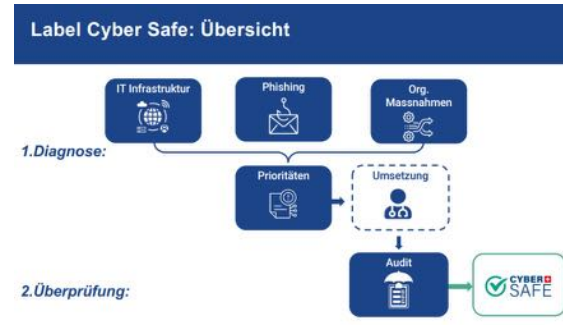 Label Cyber Safe: Übersicht
IT Infrastruktur
Phishing
Org.
Massnahmen
1.Diagnose:
Prioritäten
Umsetzung
Audit
2.Überprüfung:
CYBER
SAFE